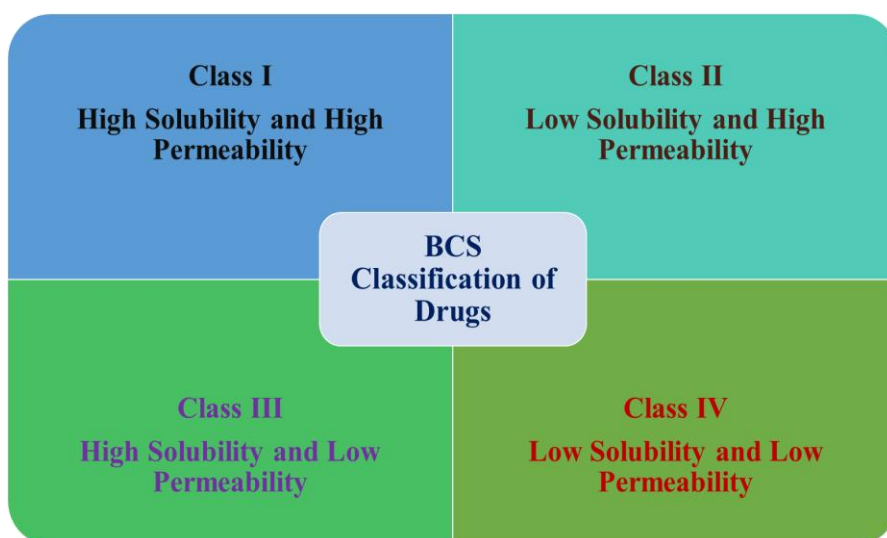 Class I
High Solubility and High
Permeability
Class II
Low Solubility and High
Permeability
BCS
Classification of
Drugs
Class III
High Solubility and Low
Permeability
Class IV
Low Solubility and Low
Permeability